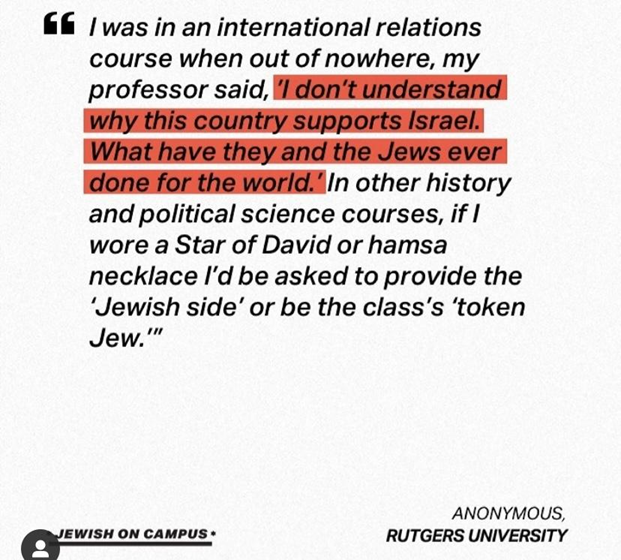 “ I was in an international relations
course when out of nowhere, my
professor said, 'I don't understand
why this country supports Israel.
What have they and the Jews ever
done for the world.' In other history
and political science courses, if I
wore a Star of David or hamsa
necklace I'd be asked to provide the
'Jewish side' or be the class's 'token
Jew.'”
ANONYMOUS,
JEWISH ON CAMPUS•
RUTGERS UNIVERSITY